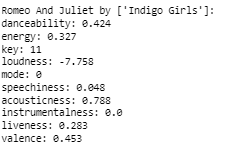 Romeo And Juliet by ['Indigo Girls']:
danceability: 0.424
energy: 0.327
key: 11
loudness: -7.758
mode: 0
speechiness: 0.048
acousticness: 0.788
instrumentalness: 0.0
liveness: 0.283
valence: 0.453